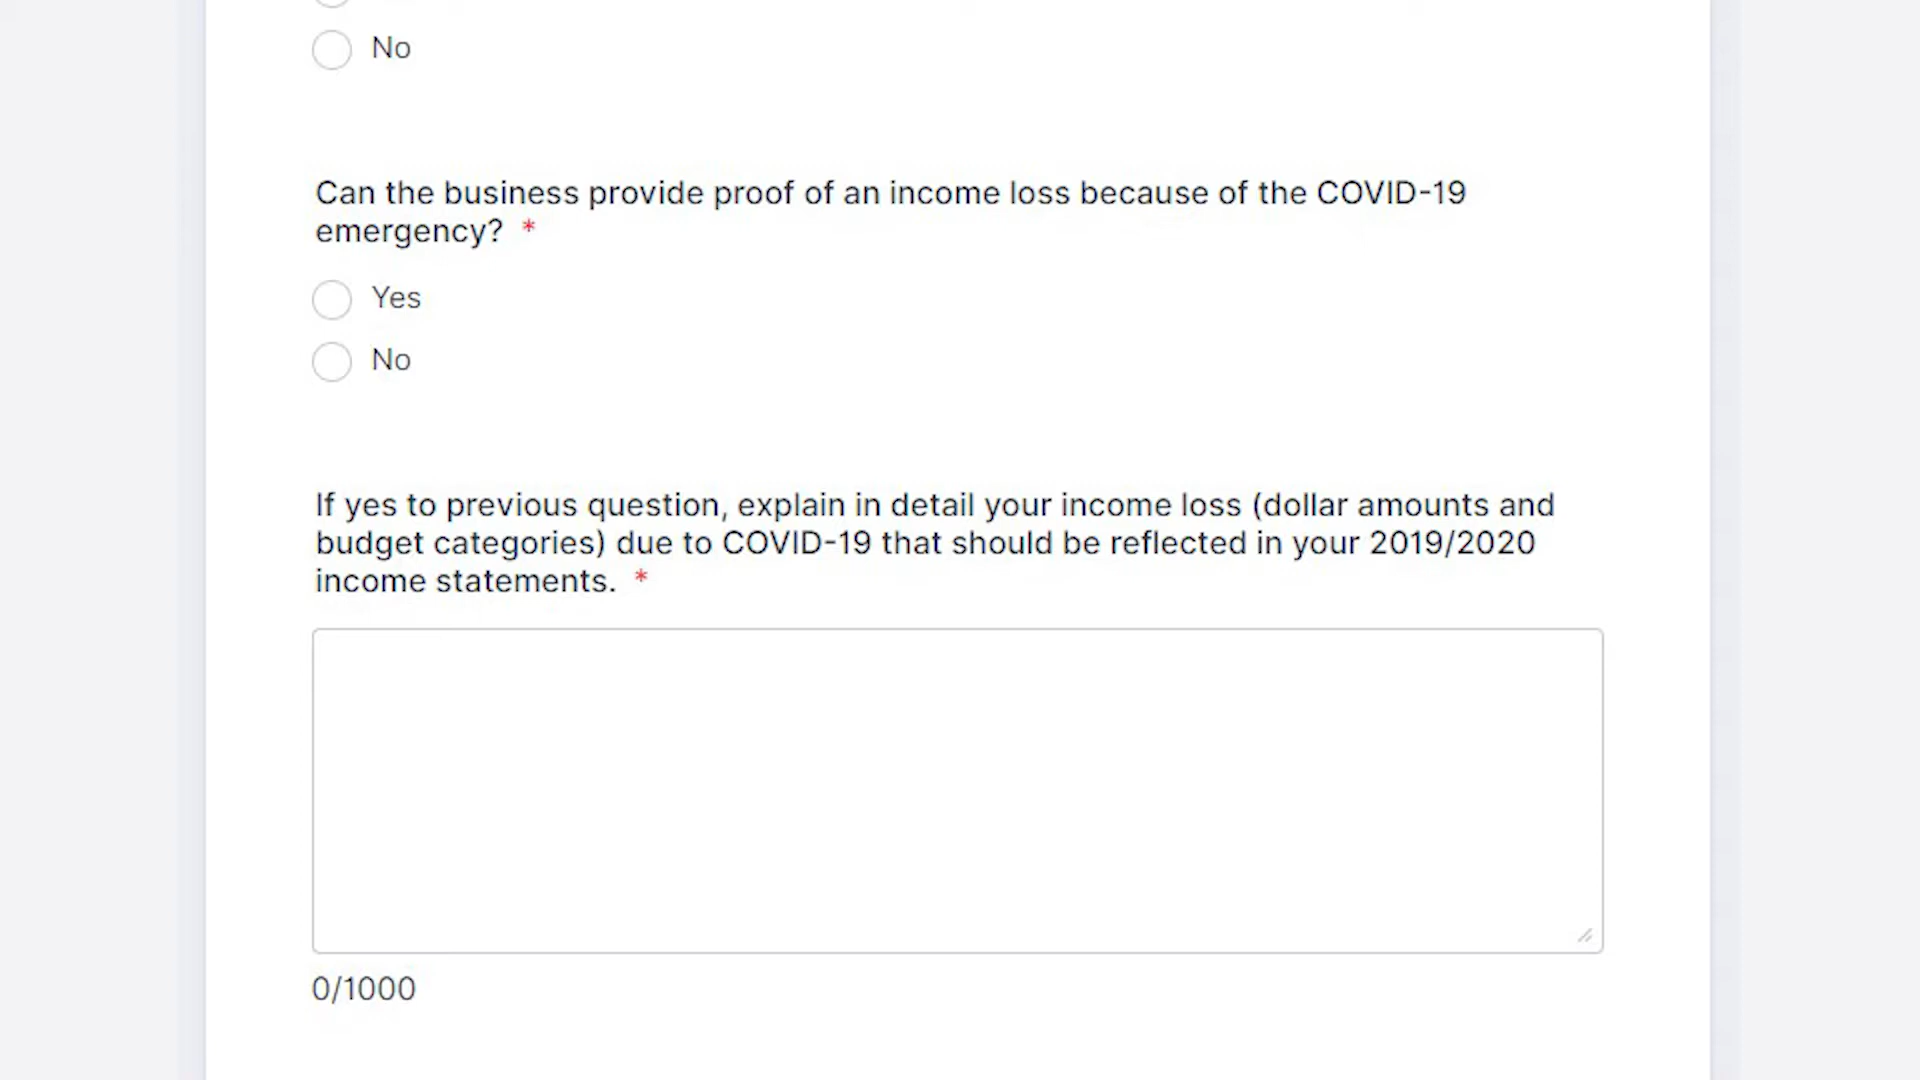 No
Can the business provide proof of an income loss because of the COVID-19
emergency? *
Yes
No
If yes to previous question, explain in detail your income loss (dollar amounts and
budget categories) due to COVID-19 that should be reflected in your 2019/2020
income statements. *
0/1000